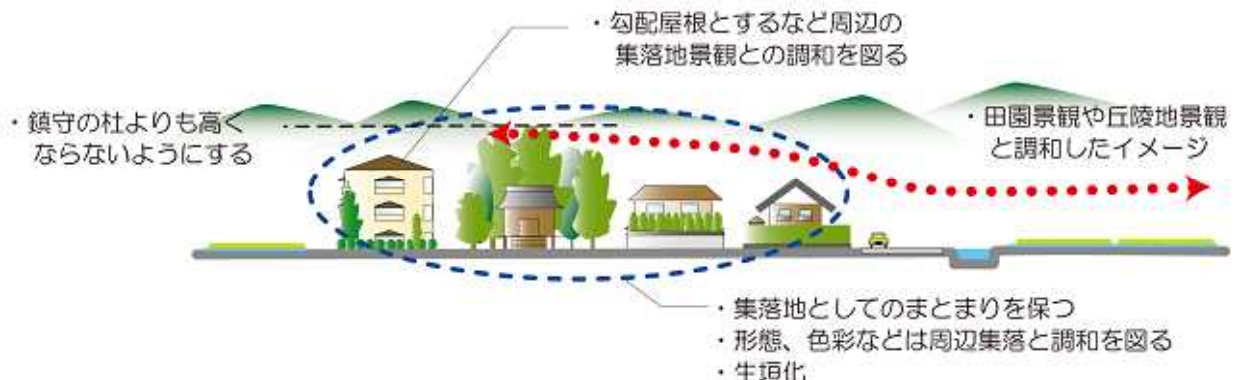 ・勾配屋根とするなど周辺の
集落地景観との調和を図る
・鎮守の杜よりも高く
ならないようにする
・田園景観や丘陵地景観
と調和したイメージ
・集落地としてのまとまりを保つ
・形態、色彩などは周辺集落と調和を図る
・生垣化